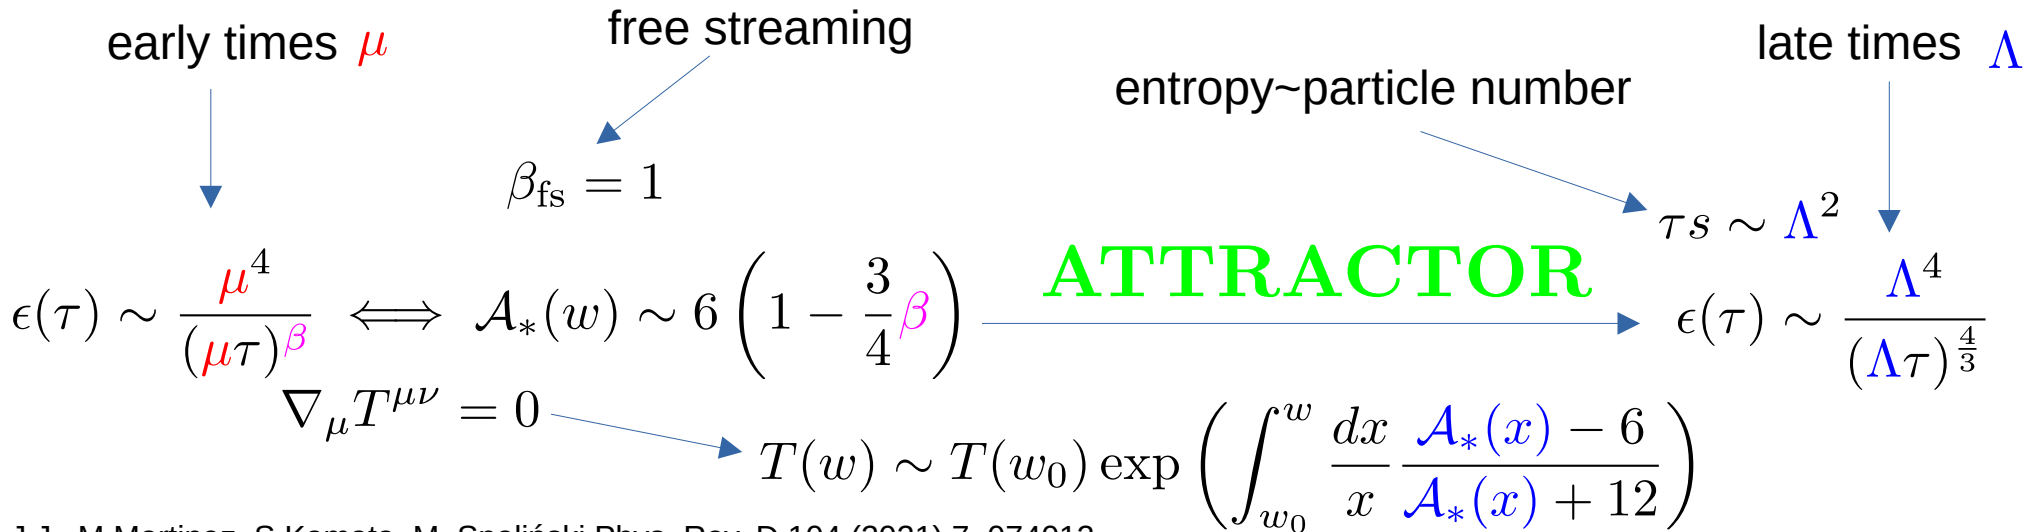 early times μ
free streaming
late times Λ
entropy~particle number
β_fs = 1
τs ∼ Λ^2
ATTRACTOR
ϵ(τ) ∼ μ^4/(μτ)^β ⟺ 𝒜_*(w) ∼ 6 (1 − 3/4 β)
ϵ(τ) ∼ Λ^4/(Λτ)^{4/3}
∇_μ T^{μν} = 0
T(w) ∼ T(w_0) exp (∫_{w_0}^{w} dx/x (𝒜_*(x) − 6)/(𝒜_*(x) + 12))